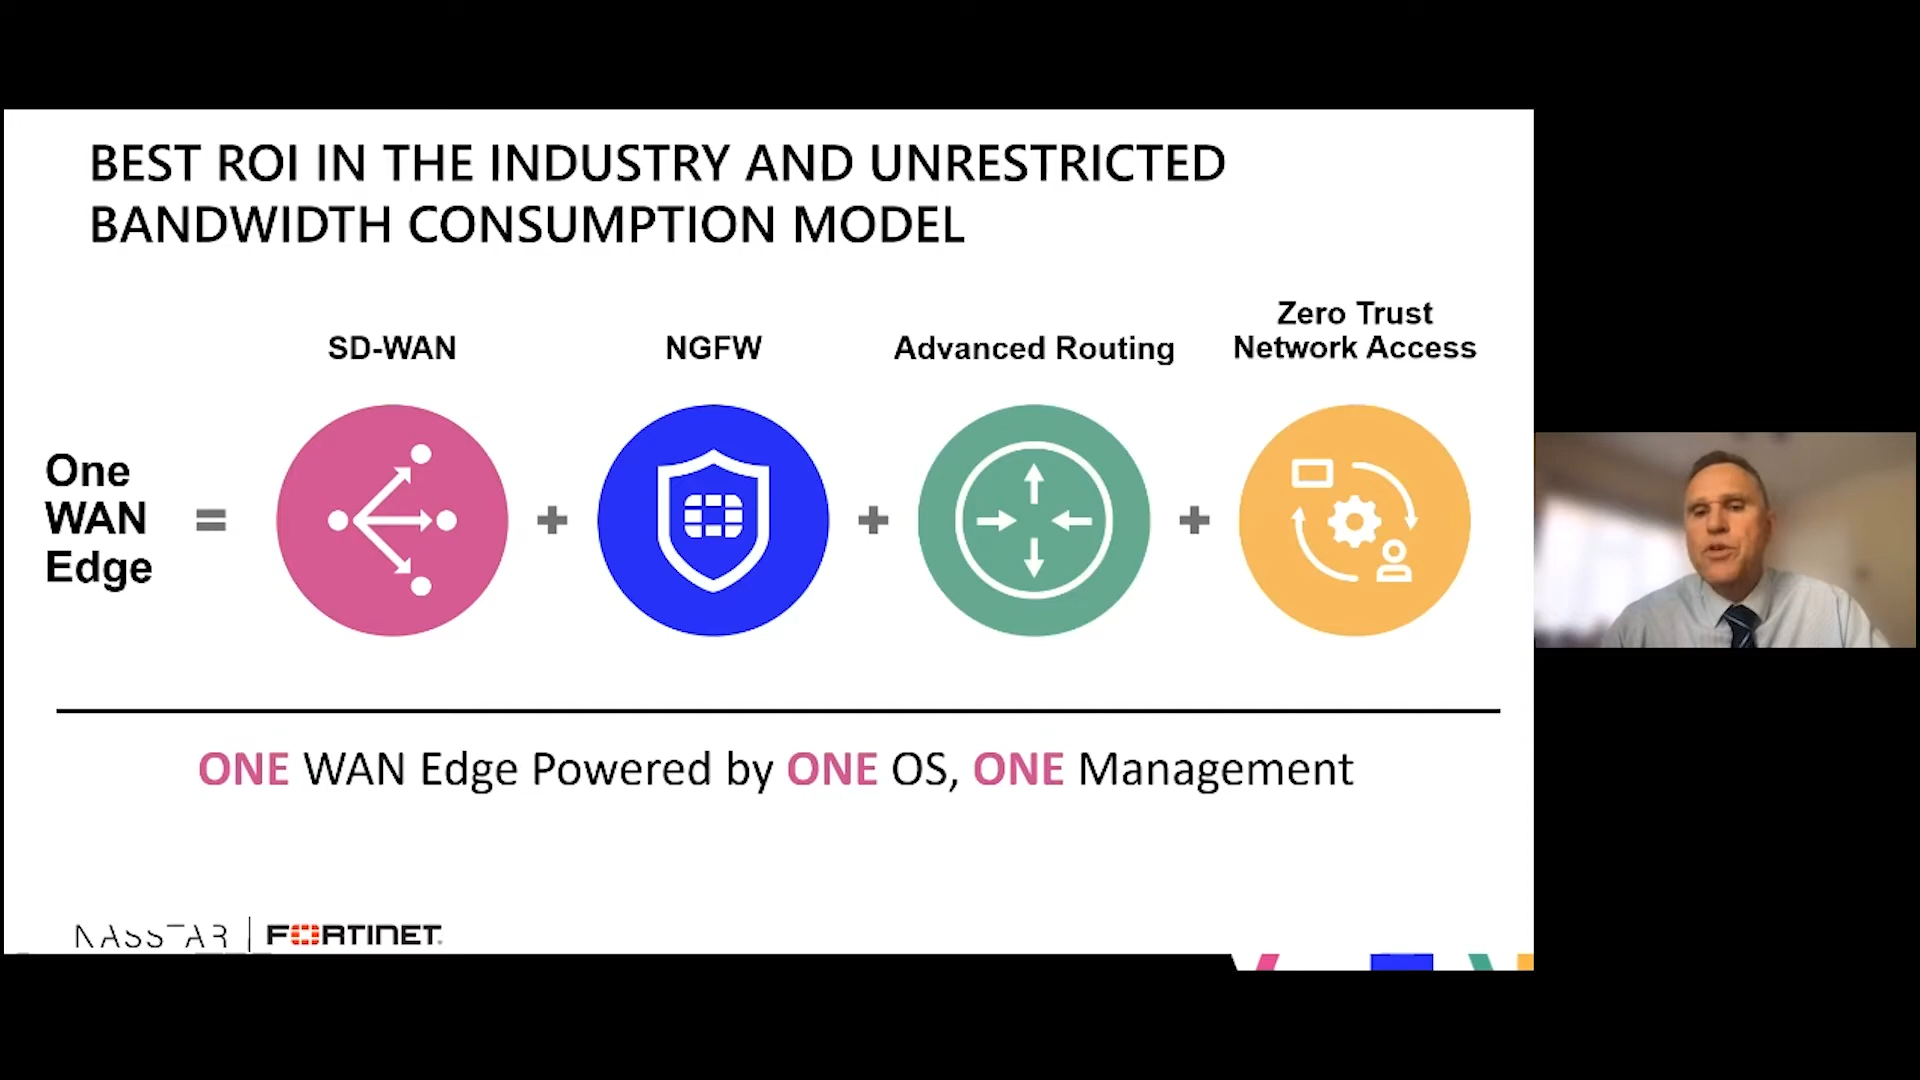 BEST ROI IN THE INDUSTRY AND UNRESTRICTED
BANDWIDTH CONSUMPTION MODEL
SD-WAN
NGFW
Advanced Routing
Zero Trust
Network Access
One
WAN
Edge
=
+
+
+
ONE WAN Edge Powered by ONE OS, ONE Management
NASSTAR | FORTINET